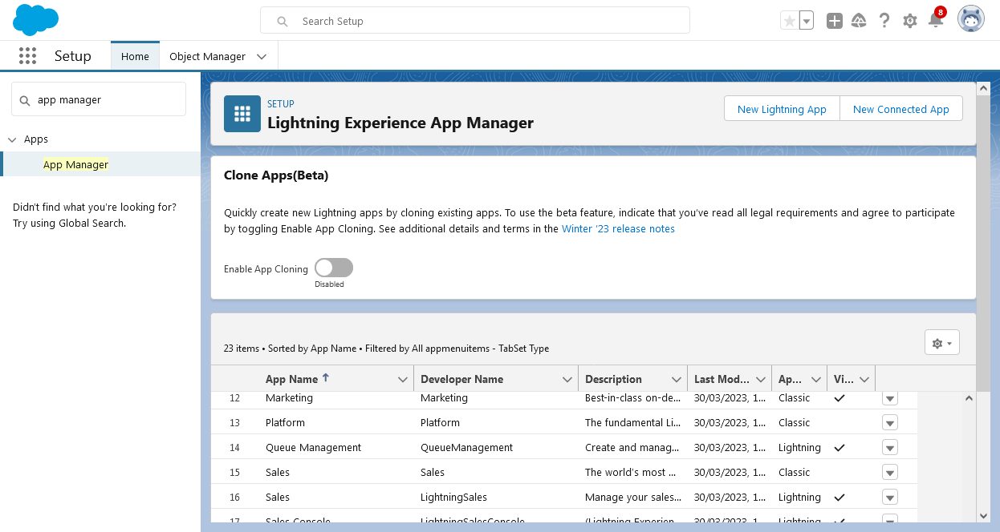 Search Setup
8
Setup
Home
Object Manager
app manager
Apps
App Manager
Didn't find what you're looking for?
Try using Global Search.
SETUP
Lightning Experience App Manager
New Lightning App
New Connected App
Clone Apps(Beta)
Quickly create new Lightning apps by cloning existing apps. To use the beta feature, indicate that you've read all legal requirements and agree to participate
by toggling Enable App Cloning. See additional details and terms in the Winter '23 release notes
Enable App Cloning
Disabled
23 items • Sorted by App Name • Filtered by All appmenuitems - TabSet Type
App Name ↑ Developer Name Description Last Mod... Ap... Vi...
12 Marketing Marketing Best-in-class on-de... 30/03/2023, 1... Classic ✓
13 Platform Platform The fundamental Li... 30/03/2023, 1... Classic
14 Queue Management QueueManagement Create and manag... 30/03/2023, 1... Lightning ✓
15 Sales Sales The world's most ... 30/03/2023, 1... Classic
16 Sales LightningSales Manage your sales... 30/03/2023, 1... Lightning ✓
17 Sales Console LightningSalesConsole (Lightning Experien... 30/03/2023, 1... Lightning ✓